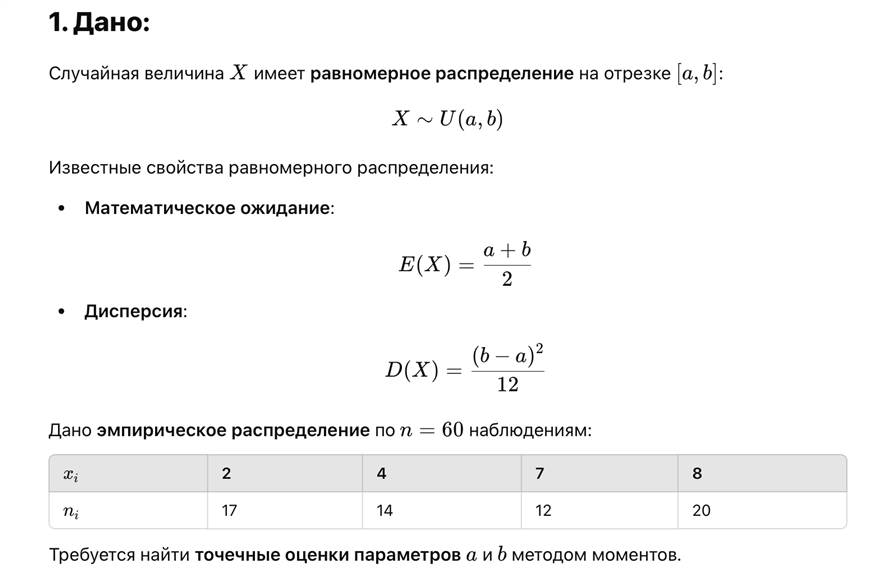 1. Дано:
Случайная величина X имеет равномерное распределение на отрезке [a, b]:
X ∼ U(a, b)
Известные свойства равномерного распределения:
• Математическое ожидание:
E(X) = \frac{a + b}{2}
• Дисперсия:
D(X) = \frac{(b − a)^2}{12}
Дано эмпирическое распределение по n = 60 наблюдениям:
x_i 2 4 7 8
n_i 17 14 12 20
Требуется найти точечные оценки параметров a и b методом моментов.